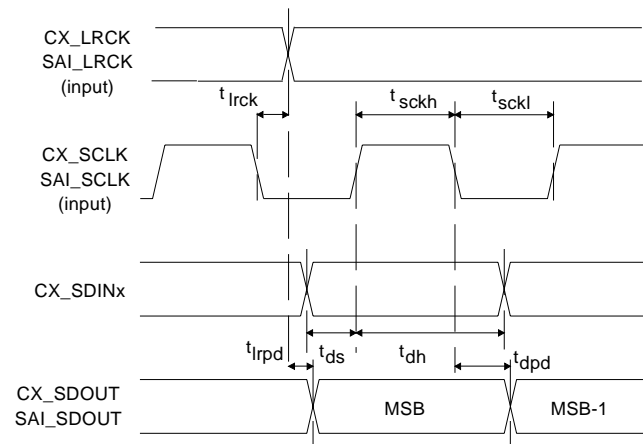 CX_LRCK
SAI_LRCK
(input)
t lrck
t sckh
t sckl
CX_SCLK
SAI_SCLK
(input)
CX_SDINx
t lrpd
t ds
t dh
t dpd
CX_SDOUT
SAI_SDOUT
MSB
MSB-1